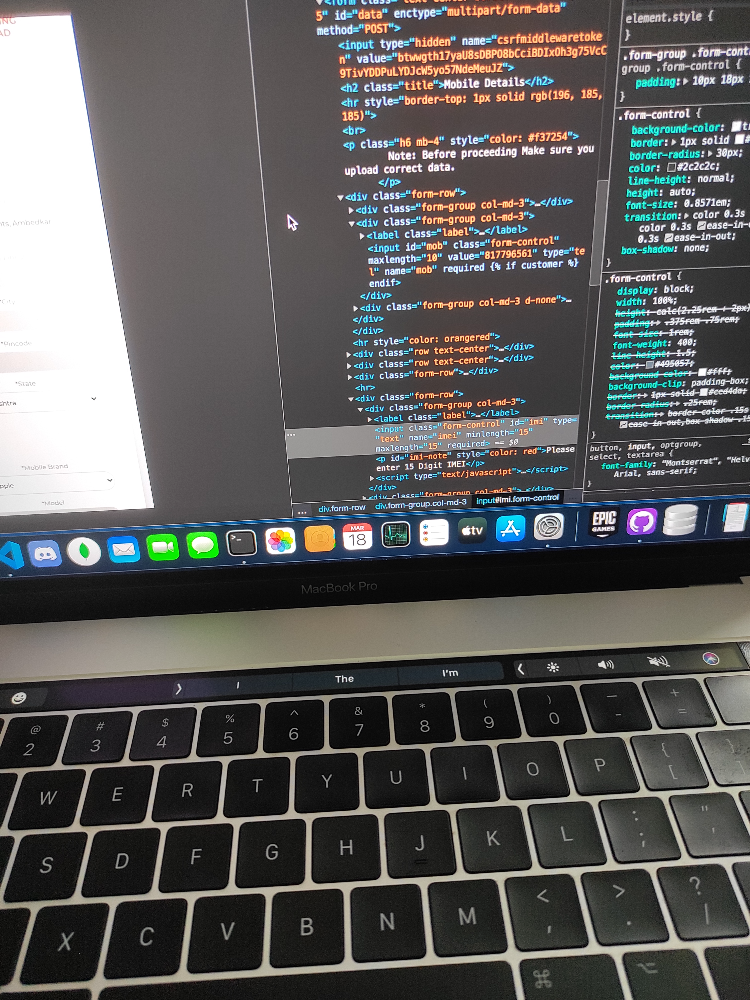 NG
AD
*State
*Mobile Brand
*Model
<form class="text-center
5" id="data" enctype="multipart/form-data"
method="POST">
<input type="hidden" name="csrfmiddlewaretoke
n" value="btwwgth17yaU8sDBPO8bCciBDIxOh3g75VcC
9TivYDDPuLYDJcW5yo57NdeMeuJZ">
<h2 class="title">Mobile Details</h2>
<hr style="border-top: 1px solid rgb(196, 185,
185)">
<br>
<p class="h6 mb-4" style="color: #f37254">
Note: Before proceeding Make sure you
upload correct data.
</p>
<div class="form-row">
<div class="form-group col-md-3">…</div>
<div class="form-group col-md-3">
<label class="label">…</label>
<input id="mob" class="form-control"
maxlength="10" value="817796561" type="te
l" name="mob" required {% if customer %}
endif>
</div>
<div class="form-group col-md-3 d-none">…
</div>
</div>
<hr style="color: orangered">
<div class="row text-center">…</div>
<div class="row text-center">…</div>
<div class="form-row">…</div>
<hr>
<div class="form-row">
<div class="form-group col-md-3">
<label class="label">…</label>
<input class="form-control" id="imi" type=
"text" name="imei" minlength="15"
maxlength="15" required> == $0
<p id="imi-note" style="color: red">Please
enter 15 Digit IMEI</p>
<script type="text/javascript">…</script>
</div>
<div class="form-group col-md-3">…</div>
… div.form-row div.form-group.col-md-3 input#imi.form-control
element.style {
}
.form-group .form-cont
group .form-control {
padding: 10px 18px
}
.form-control {
background-color:
border: 1px solid
border-radius: 30px;
color: #2c2c2c;
line-height: normal;
height: auto;
font-size: 0.8571em;
transition: color 0.3s
color 0.3s ease-in-ou
0.3s ease-in-out;
box-shadow: none;
}
.form-control {
display: block;
width: 100%;
height: calc(2.25rem + 2px)
padding: .375rem .75rem;
font-size: 1rem;
font-weight: 400;
line-height: 1.5;
color: #495057;
background-color: #fff;
background-clip: padding-box;
border: 1px solid #ced4da;
border-radius: .25rem;
transition: border-color .15s
ease-in-out,box-shadow .15
}
button, input, optgroup,
select, textarea {
font-family: "Montserrat", "Helv
Arial, sans-serif;
}
MAR
18
tv
EPIC
GAMES
MacBook Pro
I The I'm
@ # $ % ^ & * ( ) — +
2 3 4 5 6 7 8 9 0 - =
W E R T Y U I O P { [
S D F G H J K L : ; " '
X C V B N M < , > . ? /
⌘ ⌥